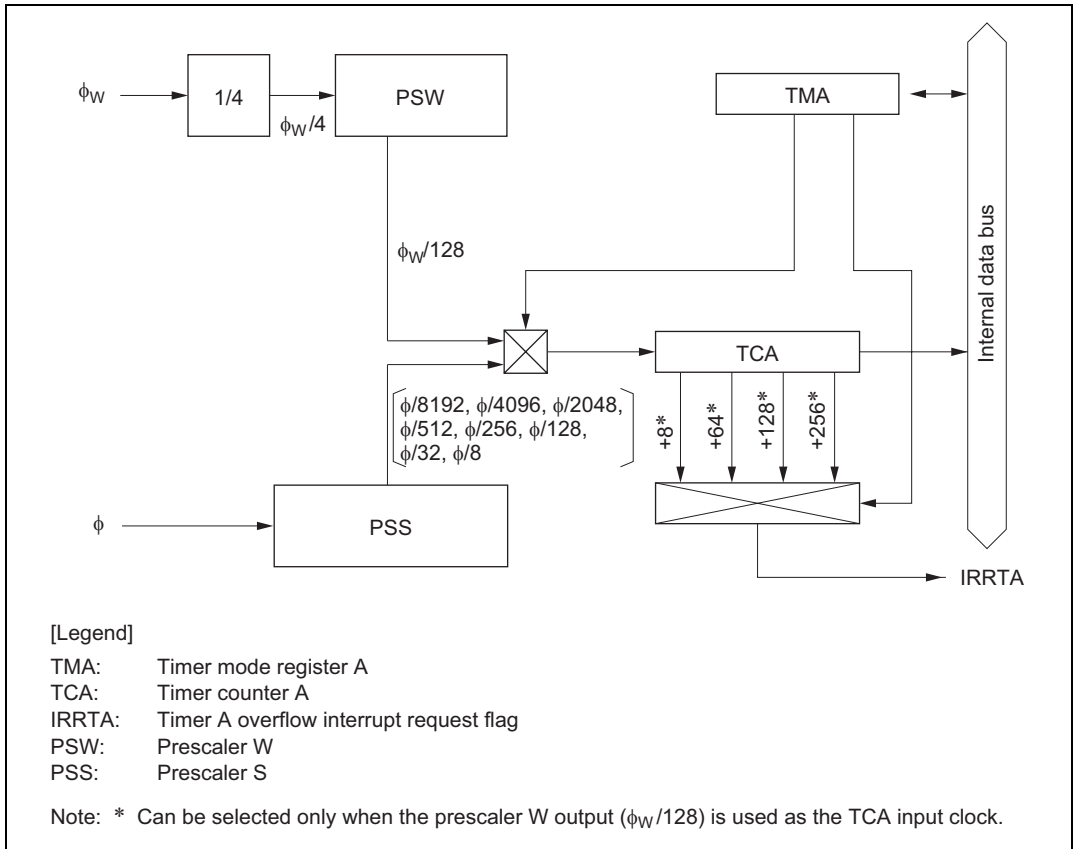 φW
1/4
φW/4
PSW
TMA
Internal data bus
φW/128
TCA
φ/8192, φ/4096, φ/2048,
φ/512, φ/256, φ/128,
φ/32, φ/8
+8*
+64*
+128*
+256*
φ
PSS
IRRTA
[Legend]
TMA: Timer mode register A
TCA: Timer counter A
IRRTA: Timer A overflow interrupt request flag
PSW: Prescaler W
PSS: Prescaler S
Note: * Can be selected only when the prescaler W output (φW/128) is used as the TCA input clock.